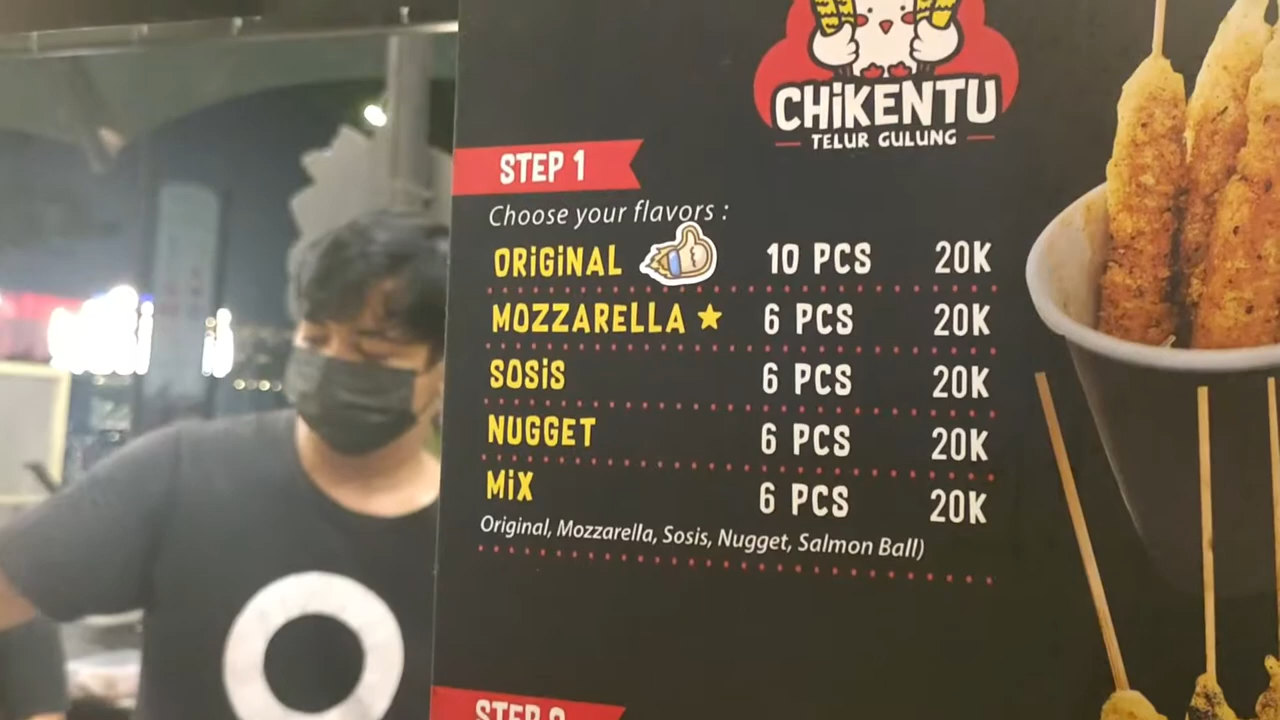 CHiKENTU
TELUR GULUNG
STEP 1
Choose your flavors :
ORiGiNAL 10 PCS 20K
MOZZARELLA 6 PCS 20K
SOSiS 6 PCS 20K
NUGGET 6 PCS 20K
MiX 6 PCS 20K
Original, Mozzarella, Sosis, Nugget, Salmon Ball)
STEP 2